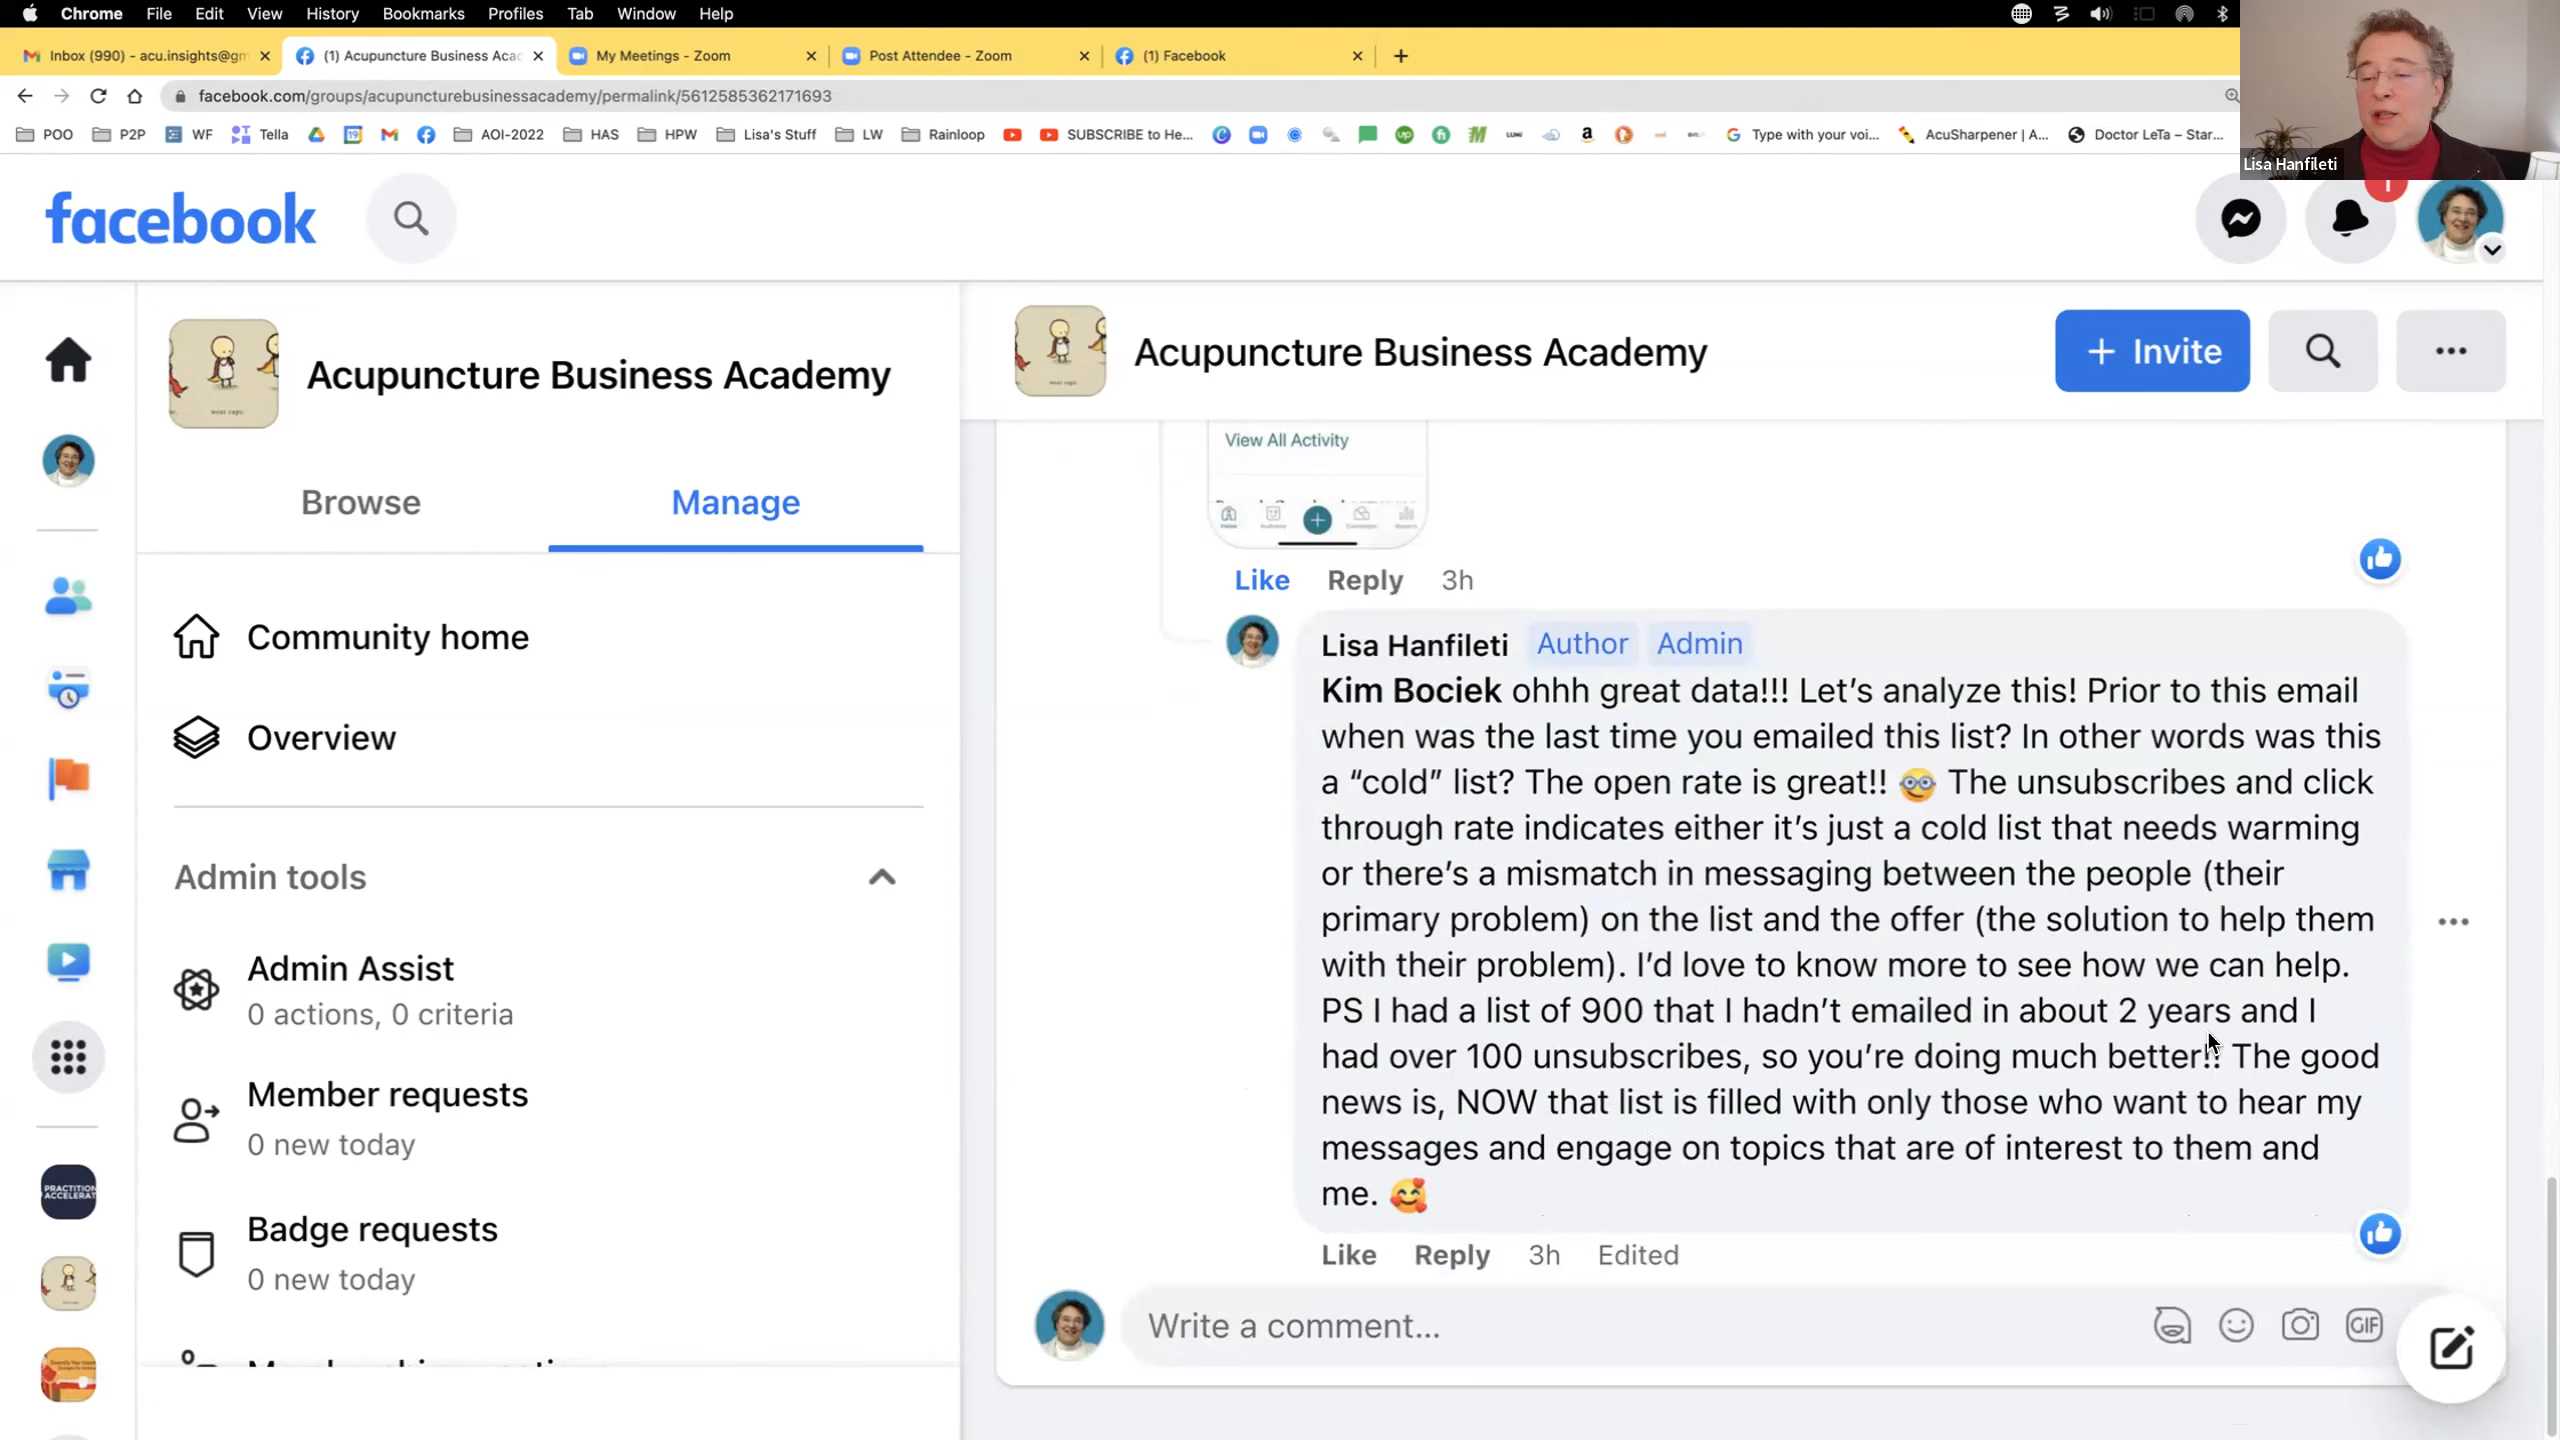 Chrome File Edit View History Bookmarks Profiles Tab Window Help
Inbox (990) - acu.insights@gm
(1) Acupuncture Business Aca
My Meetings - Zoom
Post Attendee - Zoom
(1) Facebook
facebook.com/groups/acupuncturebusinessacademy/permalink/5612585362171693
POO P2P WF Tella 19 AOI-2022 HAS HPW Lisa's Stuff LW Rainloop SUBSCRIBE to He... up fi LUMI a G Type with your voi... AcuSharpener | A... Doctor LeTa – Star...
Lisa Hanfileti
facebook
1
Acupuncture Business Academy
Browse
Manage
Community home
Overview
Admin tools
Admin Assist
0 actions, 0 criteria
Member requests
0 new today
Badge requests
0 new today
PRACTITION
ACCELERAT
wear cape.
Acupuncture Business Academy
+ Invite
View All Activity
Like Reply 3h
Lisa Hanfileti Author Admin
Kim Bociek ohhh great data!!! Let’s analyze this! Prior to this email
when was the last time you emailed this list? In other words was this
a “cold” list? The open rate is great!! 🤓 The unsubscribes and click
through rate indicates either it’s just a cold list that needs warming
or there’s a mismatch in messaging between the people (their
primary problem) on the list and the offer (the solution to help them
with their problem). I’d love to know more to see how we can help.
PS I had a list of 900 that I hadn’t emailed in about 2 years and I
had over 100 unsubscribes, so you’re doing much better!! The good
news is, NOW that list is filled with only those who want to hear my
messages and engage on topics that are of interest to them and
me. 🥰
Like Reply 3h Edited
Write a comment...
GIF